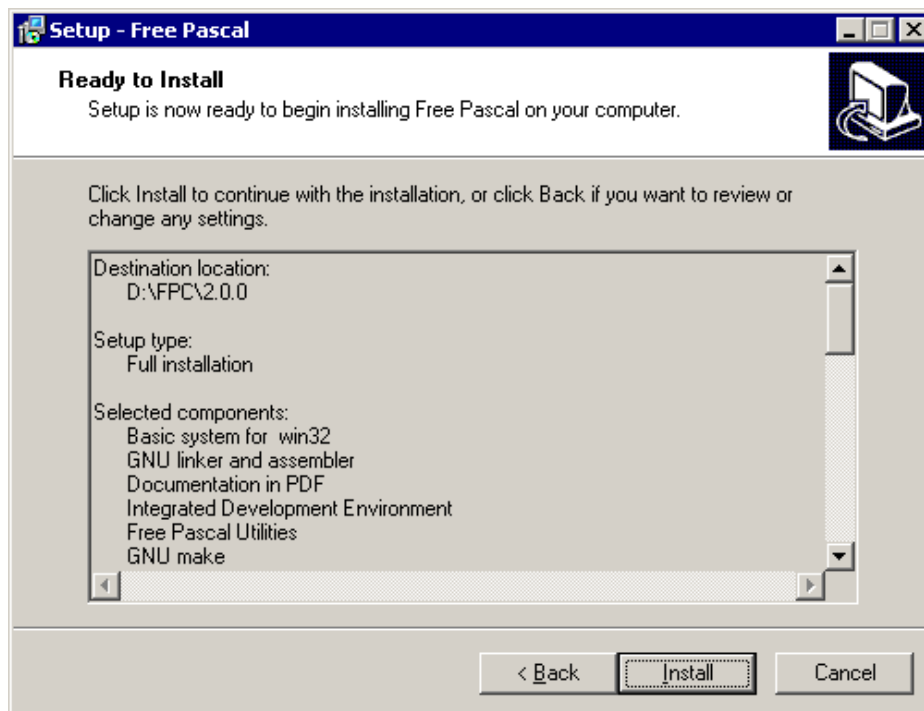 Setup - Free Pascal
Ready to Install
Setup is now ready to begin installing Free Pascal on your computer.
Click Install to continue with the installation, or click Back if you want to review or
change any settings.
Destination location:
D:\FPC\2.0.0
Setup type:
Full installation
Selected components:
Basic system for  win32
GNU linker and assembler
Documentation in PDF
Integrated Development Environment
Free Pascal Utilities
GNU make
< Back
Install
Cancel